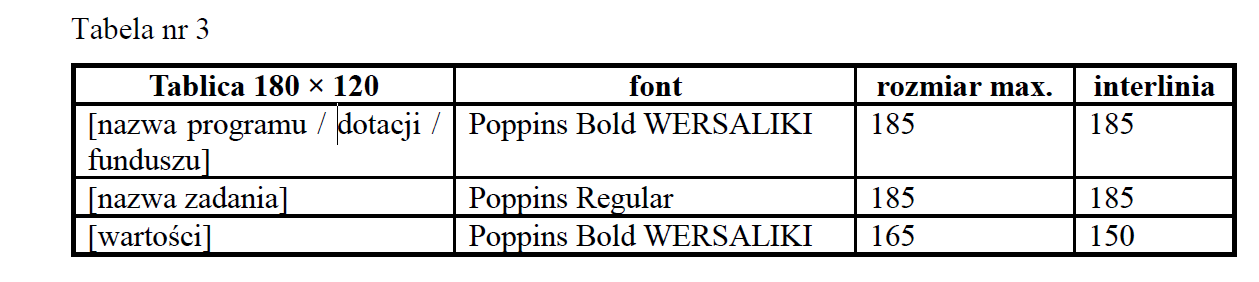 Tabela nr 3
Tablica 180 × 120 font rozmiar max. interlinia
[nazwa programu / dotacji / Poppins Bold WERSALIKI 185 185
funduszu]
[nazwa zadania] Poppins Regular 185 185
[wartości] Poppins Bold WERSALIKI 165 150